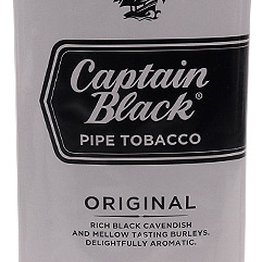 Captain
Black®
PIPE TOBACCO
ORIGINAL
RICH BLACK CAVENDISH
AND MELLOW TASTING BURLEYS.
DELIGHTFULLY AROMATIC.